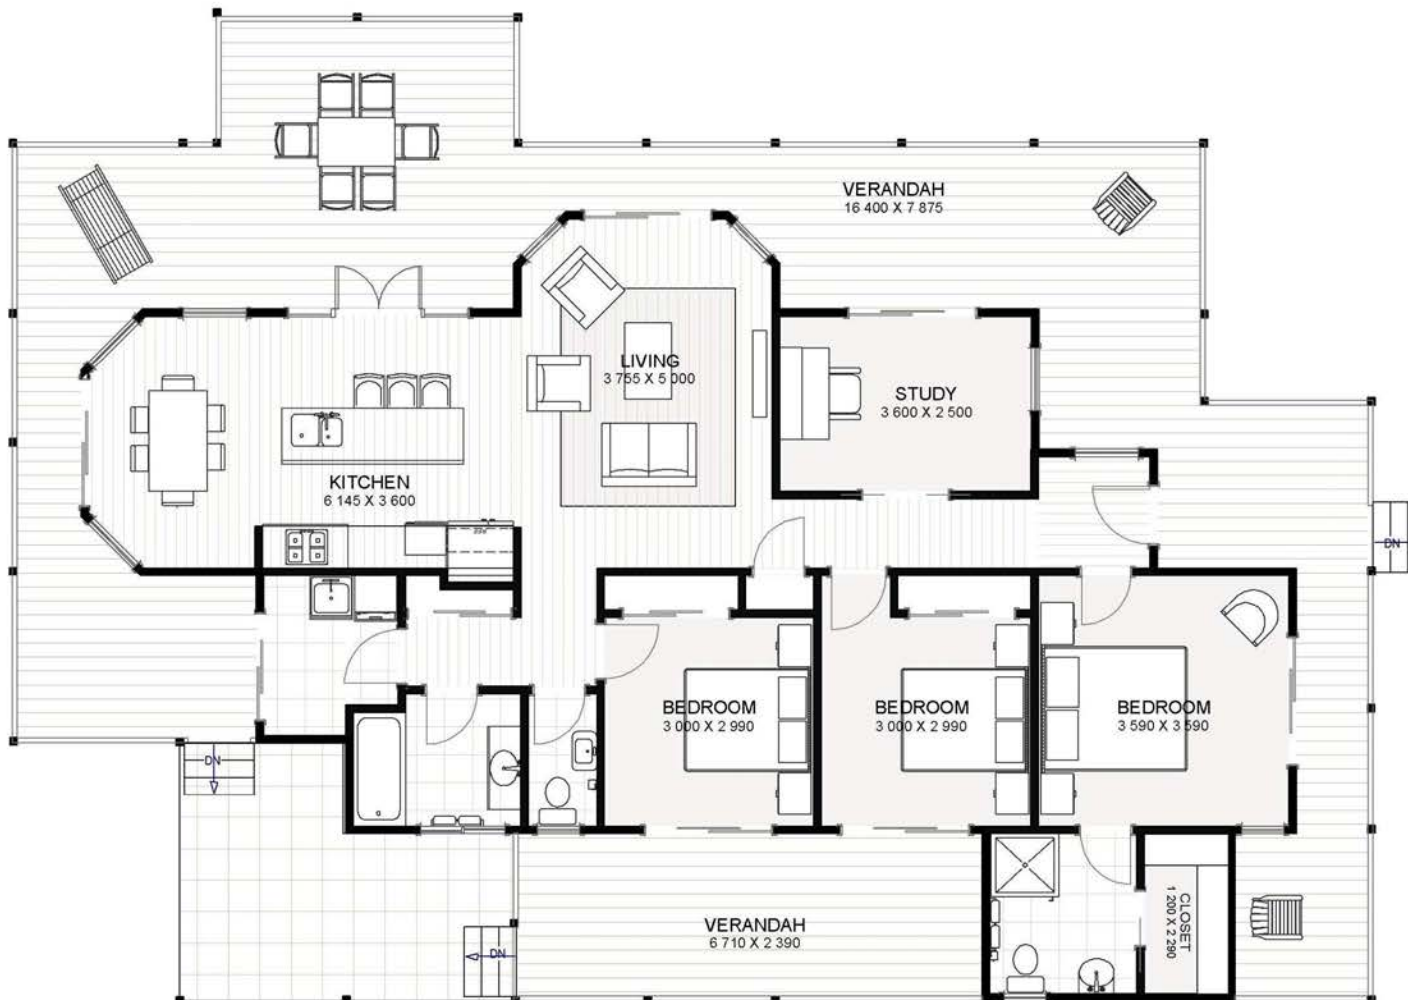 VERANDAH
16 400 X 7 875
LIVING
3 755 X 5 000
STUDY
3 600 X 2 500
KITCHEN
6 145 X 3 600
DN
BEDROOM
3 000 X 2 990
BEDROOM
3 000 X 2 990
BEDROOM
3 590 X 3 590
DN
VERANDAH
6 710 X 2 390
CLOSET
1 200 X 2 290
DN